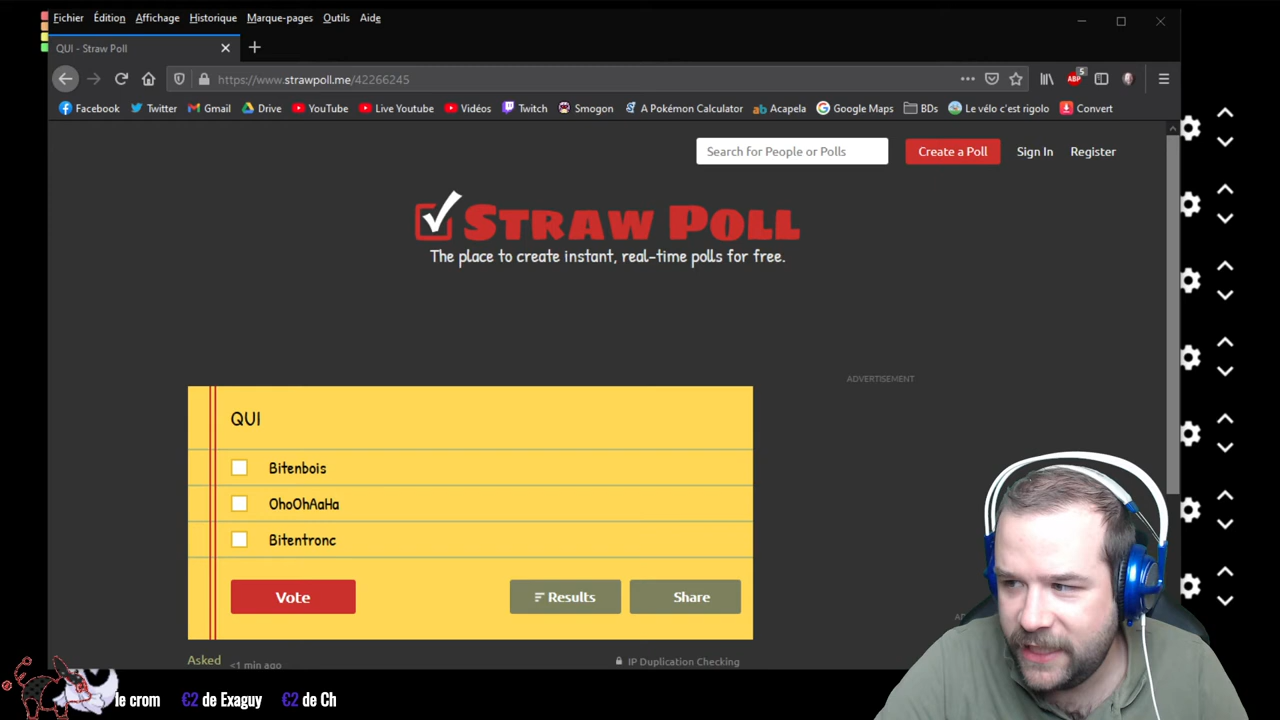 Fichier Édition Affichage Historique Marque-pages Outils Aide
QUI - Straw Poll
https://www.strawpoll.me/42266245
ABP 5
Facebook Twitter Gmail Drive YouTube Live Youtube Vidéos Twitch Smogon A Pokémon Calculator ab Acapela Google Maps BDs Le vélo c'est rigolo Convert
Search for People or Polls Create a Poll Sign In Register
STRAW POLL
The place to create instant, real-time polls for free.
ADVERTISEMENT
QUI
Bitenbois
OhoOhAaHa
Bitentronc
Vote Results Share
Asked <1 min ago IP Duplication Checking
le crom €2 de Exaguy €2 de Ch